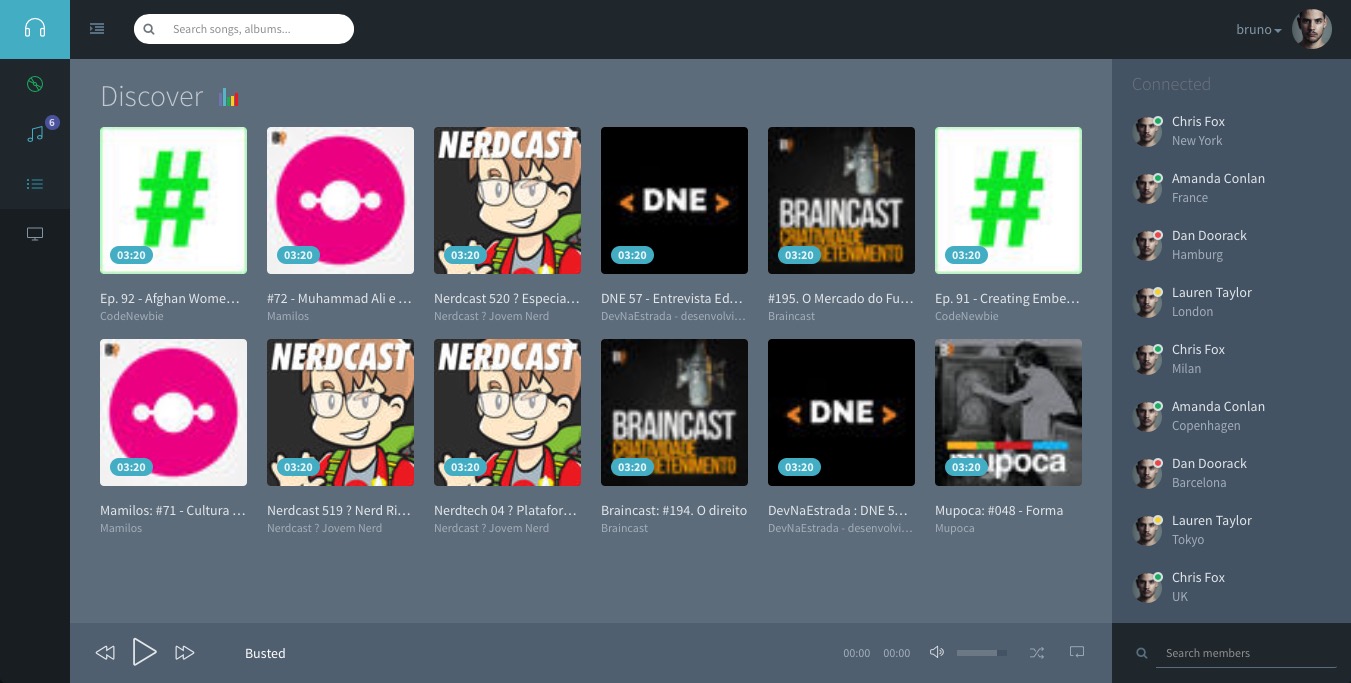 Search songs, albums...
bruno
6
Discover
#
03:20
Ep. 92 - Afghan Wome...
CodeNewbie
03:20
#72 - Muhammad Ali e ...
Mamilos
NERDCAST
03:20
Nerdcast 520 ? Especia...
Nerdcast ? Jovem Nerd
< DNE >
03:20
DNE 57 - Entrevista Ed...
DevNaEstrada - desenvolvi...
BRAINCAST
CRIATIVIDADE
03:20
#195. O Mercado do Fu...
Braincast
#
03:20
Ep. 91 - Creating Embe...
CodeNewbie
03:20
Mamilos: #71 - Cultura ...
Mamilos
NERDCAST
03:20
Nerdcast 519 ? Nerd Ri...
Nerdcast ? Jovem Nerd
NERDCAST
03:20
Nerdtech 04 ? Platafor...
Nerdcast ? Jovem Nerd
BRAINCAST
CRIATIVIDADE
03:20
Braincast: #194. O direito
Braincast
< DNE >
03:20
DevNaEstrada : DNE 5...
DevNaEstrada - desenvolvi...
mupoca
03:20
Mupoca: #048 - Forma
Mupoca
Connected
Chris Fox
New York
Amanda Conlan
France
Dan Doorack
Hamburg
Lauren Taylor
London
Chris Fox
Milan
Amanda Conlan
Copenhagen
Dan Doorack
Barcelona
Lauren Taylor
Tokyo
Chris Fox
UK
Busted
00:00
00:00
Search members